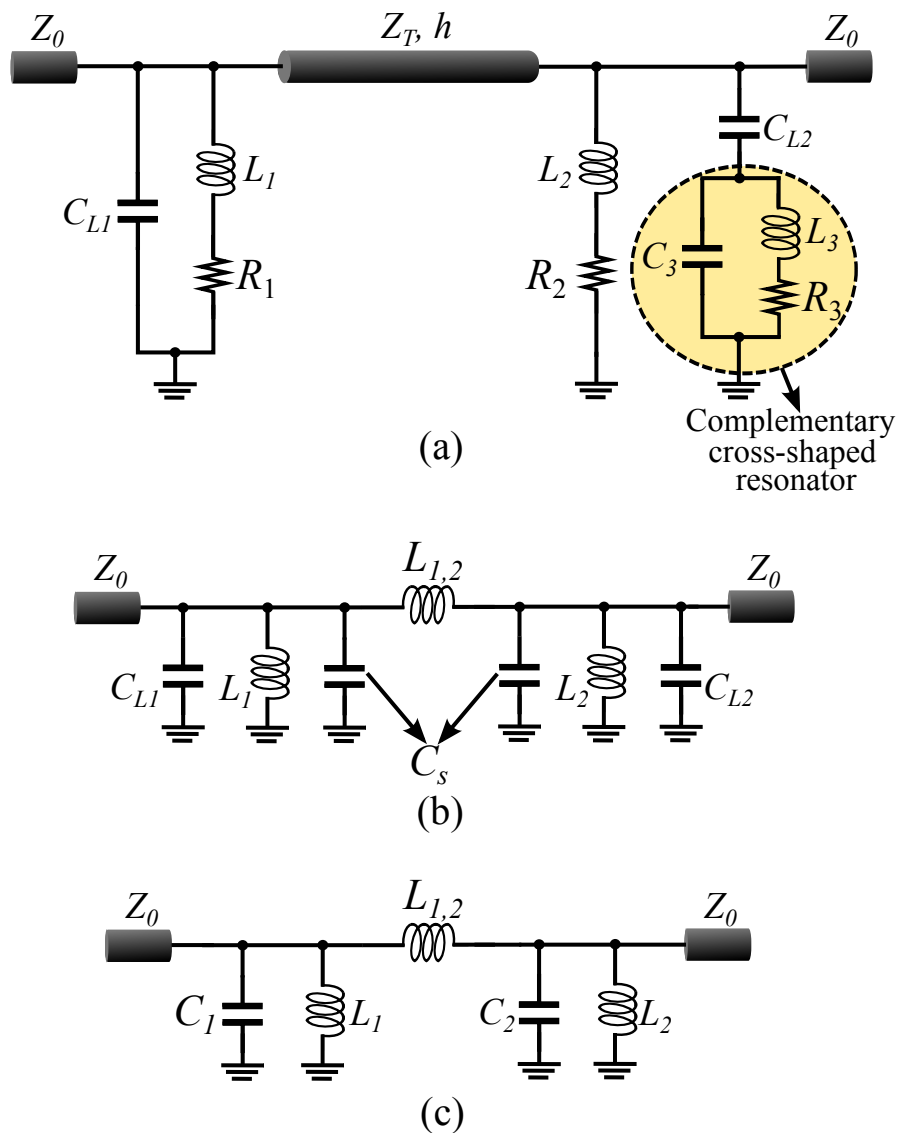 Z0
ZT, h
Z0
CL1
L1
R1
L2
R2
CL2
C3
L3
R3
Complementary
cross-shaped
resonator
(a)
Z0
L1,2
Z0
CL1
L1
L2
CL2
Cs
(b)
Z0
L1,2
Z0
C1
L1
C2
L2
(c)